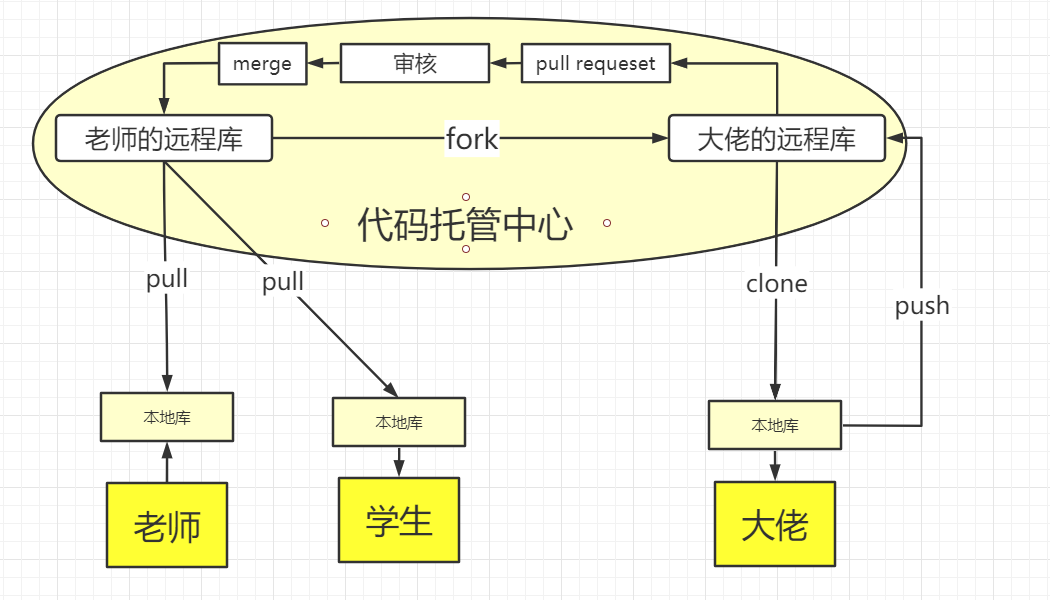 merge
审核
pull requeset
老师的远程库
fork
大佬的远程库
代码托管中心
pull
pull
clone
push
本地库
本地库
本地库
老师
学生
大佬